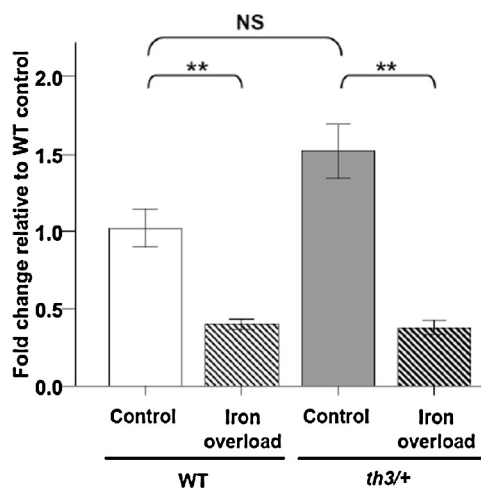 NS
** **
Fold change relative to WT control
2.0
1.5
1.0
0.5
0.0
Control Iron overload Control Iron overload
WT th3/+